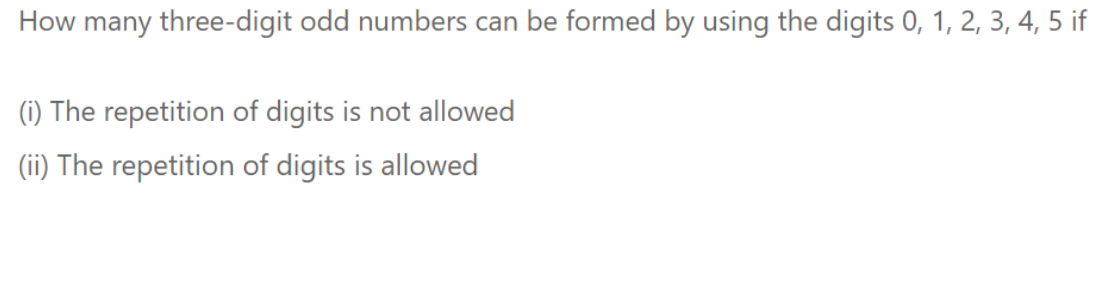 How many three-digit odd numbers can be formed by using the digits 0, 1, 2, 3, 4, 5 if
(i) The repetition of digits is not allowed
(ii) The repetition of digits is allowed